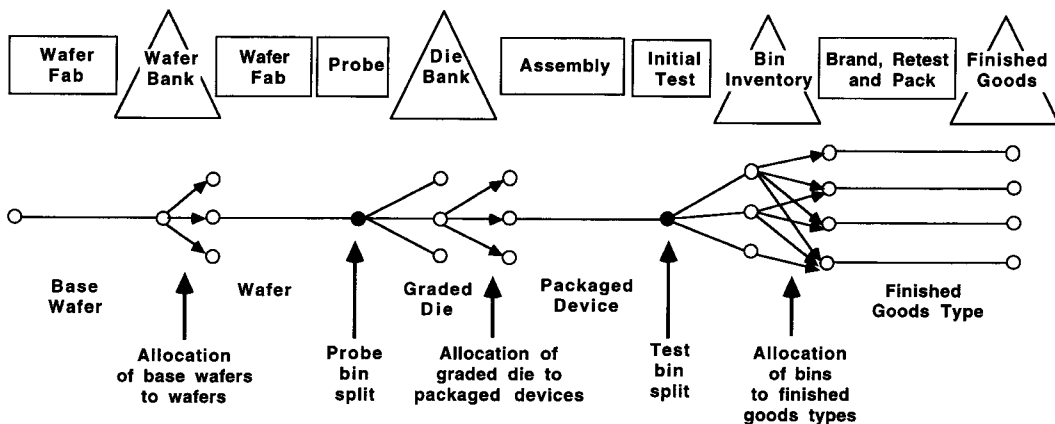 Wafer
Fab
Wafer
Bank
Wafer
Fab
Probe
Die
Bank
Assembly
Initial
Test
Bin
Inventory
Brand, Retest
and Pack
Finished
Goods
Base
Wafer
Wafer
Graded
Die
Packaged
Device
Finished
Goods Type
Allocation
of base wafers
to wafers
Probe
bin
split
Allocation of
graded die to
packaged devices
Test
bin
split
Allocation
of bins
to finished
goods types